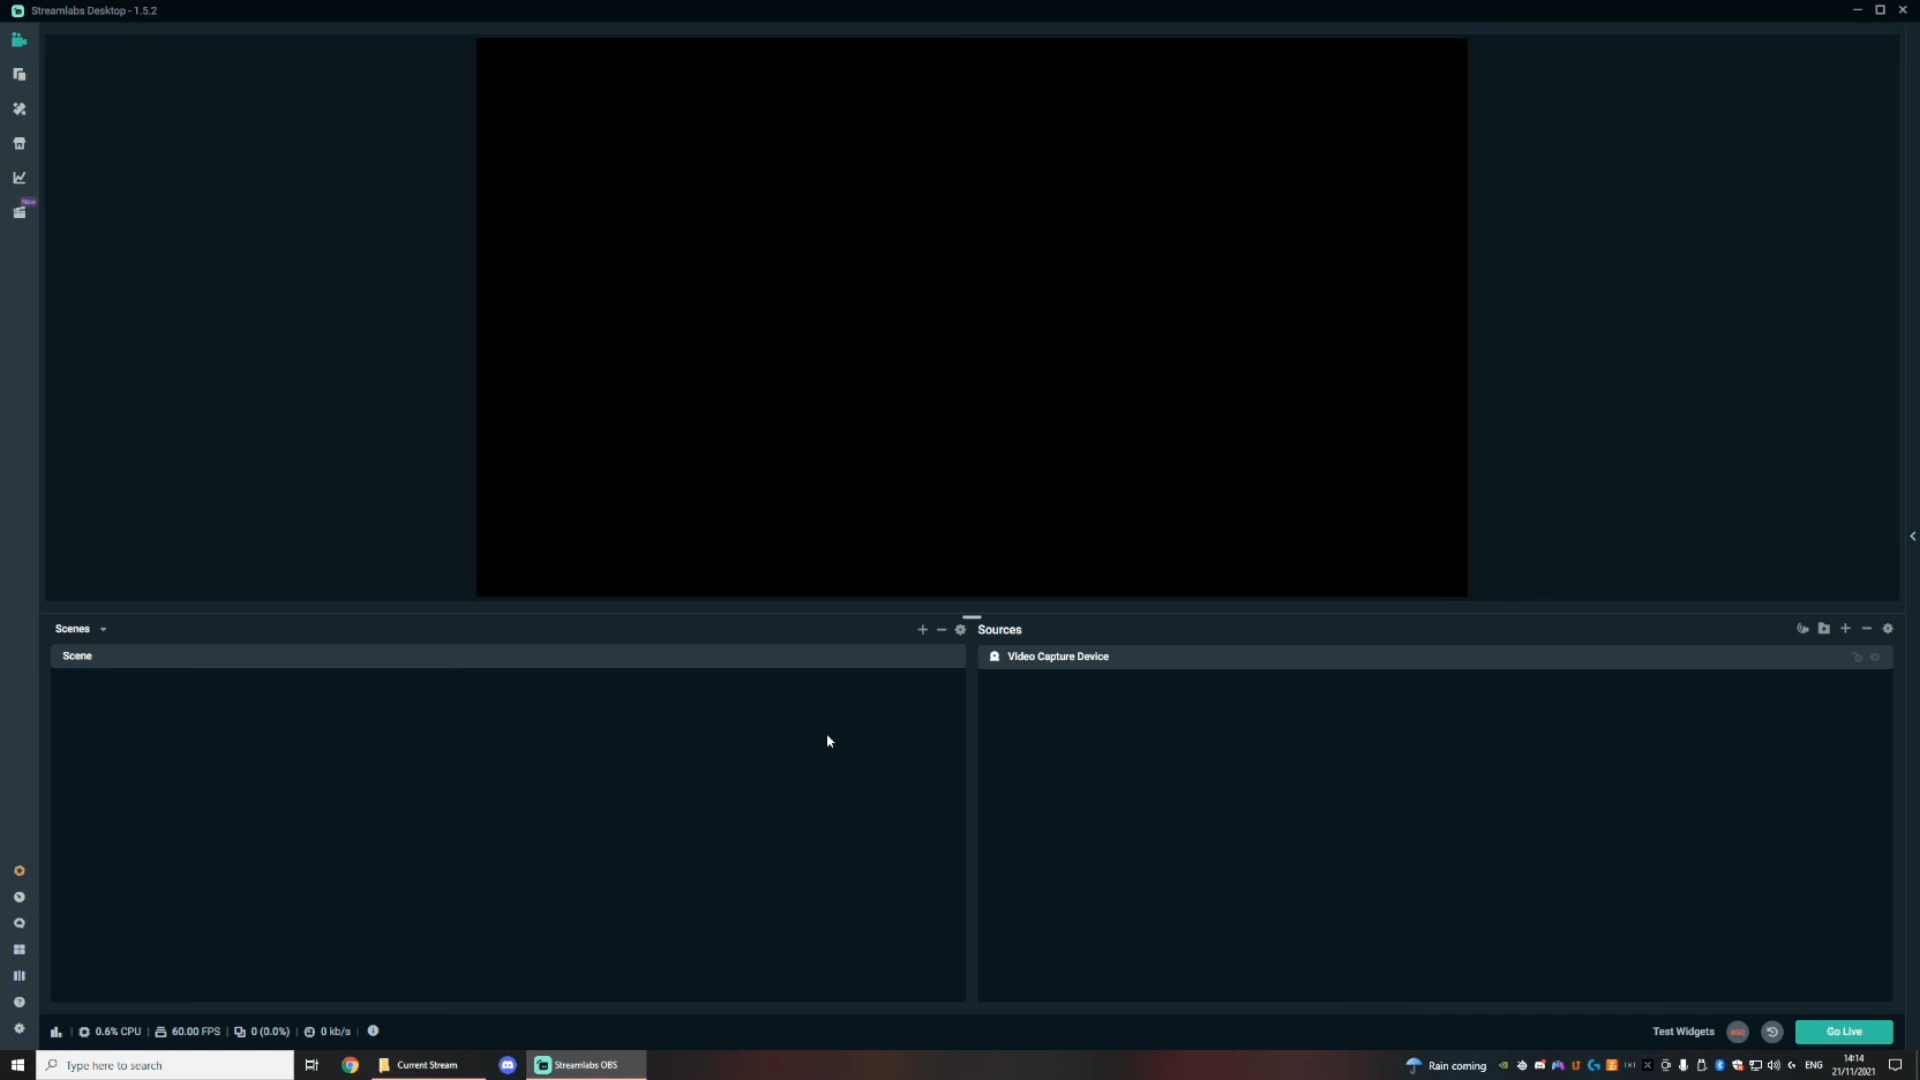 Streamlabs Desktop - 1.5.2
New
Scenes
Sources
Scene
Video Capture Device
0.6% CPU
60.00 FPS
0 (0.0%)
0 kb/s
Test Widgets
REC
Go Live
Type here to search
Current Stream
Streamlabs OBS
Rain coming
ENG
14:14
21/11/2021